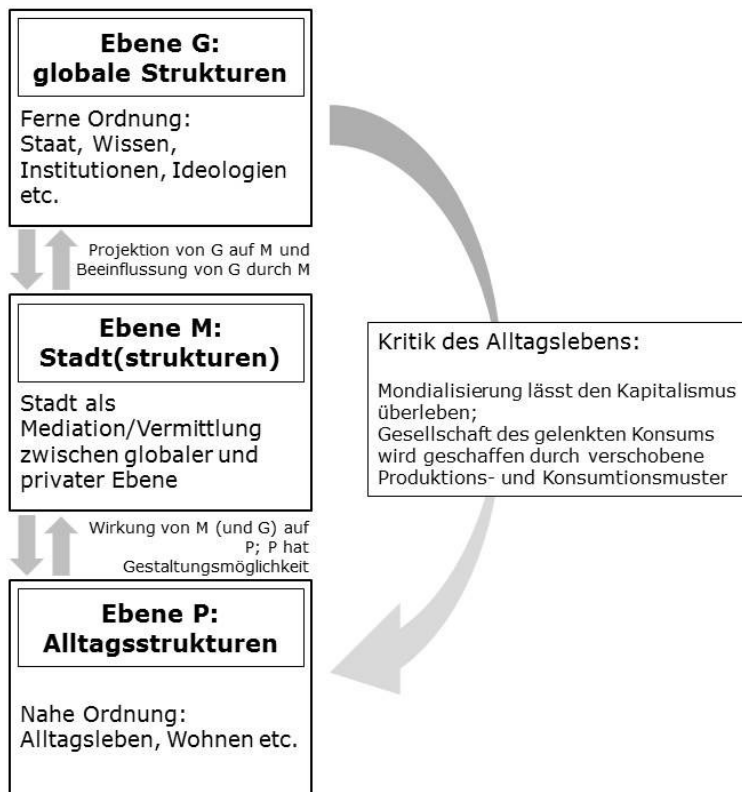 Ebene G:
globale Strukturen
Ferne Ordnung:
Staat, Wissen,
Institutionen, Ideologien
etc.
Projektion von G auf M und
Beeinflussung von G durch M
Ebene M:
Stadt(strukturen)
Stadt als
Mediation/Vermittlung
zwischen globaler und
privater Ebene
Kritik des Alltagslebens:
Mondialisierung lässt den Kapitalismus
überleben;
Gesellschaft des gelenkten Konsums
wird geschaffen durch verschobene
Produktions- und Konsumtionsmuster
Wirkung von M (und G) auf
P; P hat
Gestaltungsmöglichkeit
Ebene P:
Alltagsstrukturen
Nahe Ordnung:
Alltagsleben, Wohnen etc.